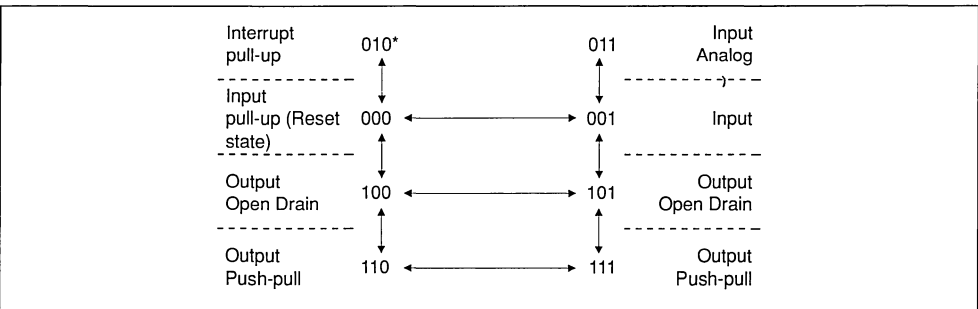 Interrupt
pull-up
010*
011
Input
Analog
Input
pull-up (Reset
state)
000
001
Input
Output
Open Drain
100
101
Output
Open Drain
Output
Push-pull
110
111
Output
Push-pull